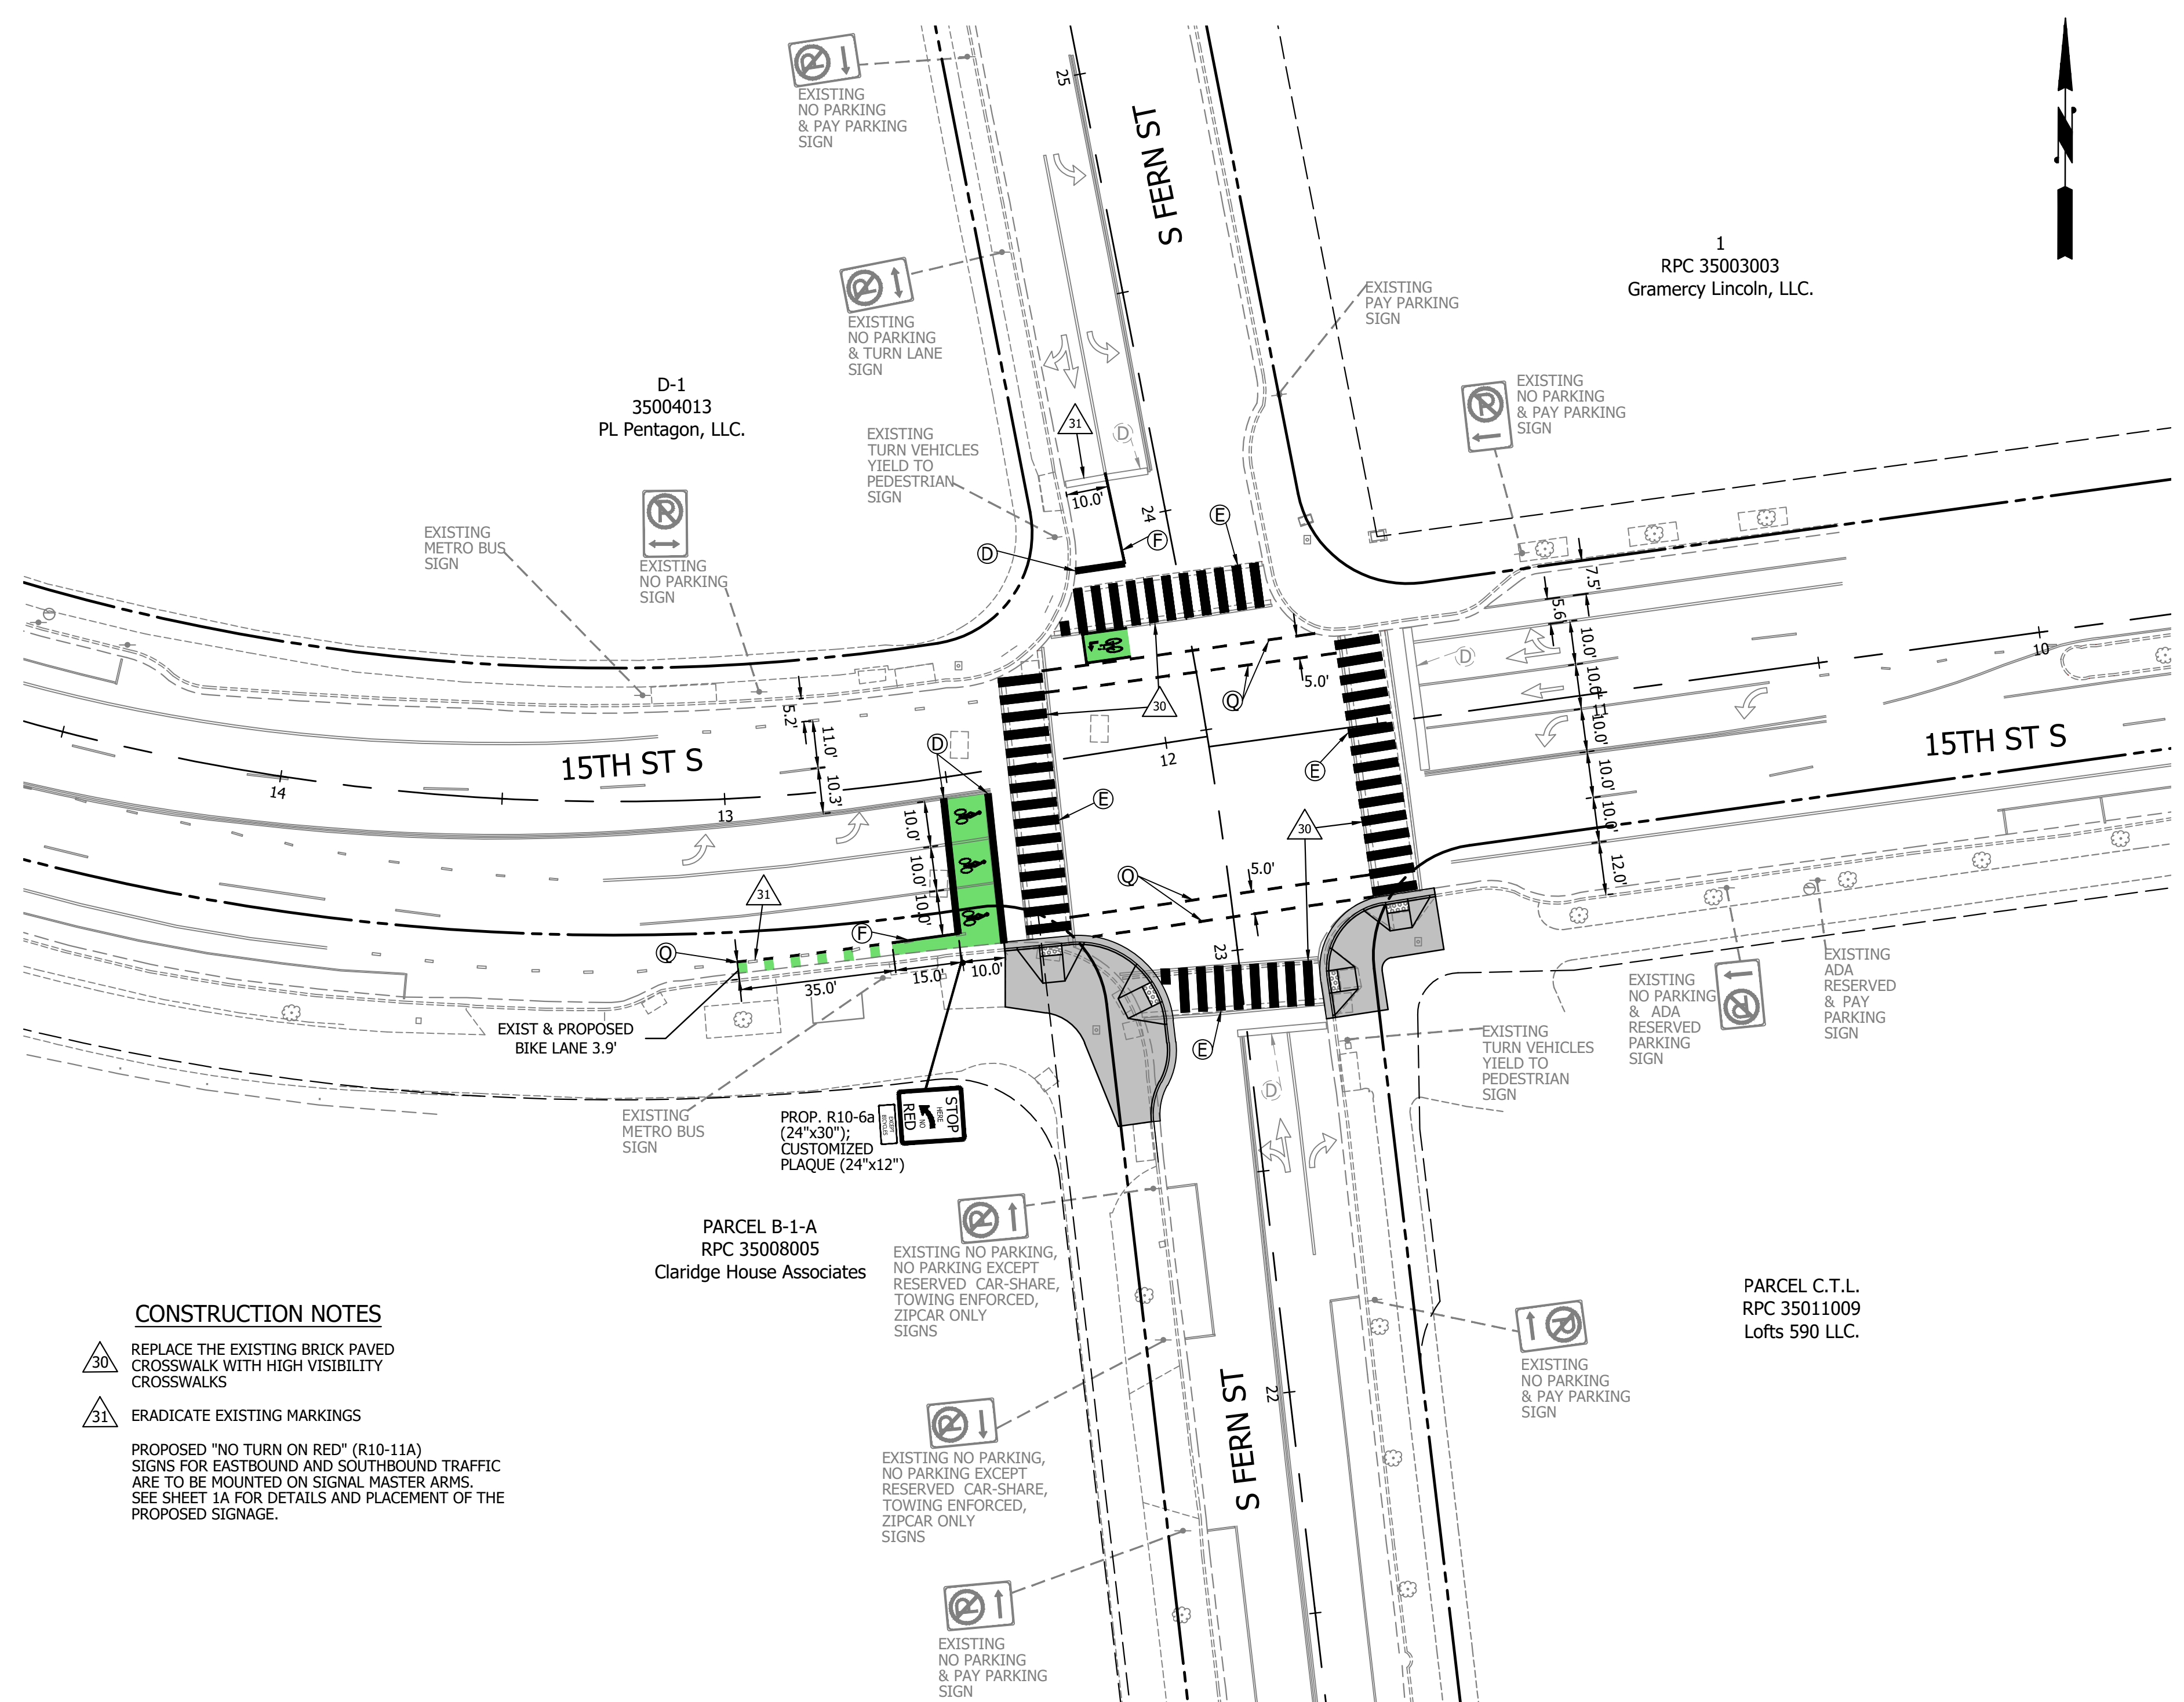 25
S FERN ST
EXISTING
NO PARKING
& PAY PARKING
SIGN
N
1
RPC 35003003
Gramercy Lincoln, LLC.
EXISTING
NO PARKING
& TURN LANE
SIGN
EXISTING
PAY PARKING
SIGN
D-1
35004013
PL Pentagon, LLC.
EXISTING
NO PARKING
& PAY PARKING
SIGN
EXISTING
TURN VEHICLES
YIELD TO
PEDESTRIAN
SIGN
31
D
10.0'
24
E
F
D
EXISTING
METRO BUS
SIGN
EXISTING
NO PARKING
SIGN
7.5'
5.6'
10.0'
10.0'
10.0'
10.0'
10.0'
12.0'
D
10
15TH ST S
5.0'
Q
30
E
12
5.2'
11.0'
10.3'
15TH ST S
14
13
D
E
10.0'
10.0'
10.0'
30
5.0'
Q
31
F
Q
35.0'
15.0'
10.0'
23
E
EXIST & PROPOSED
BIKE LANE 3.9'
EXISTING
NO PARKING
& ADA
RESERVED
PARKING
SIGN
EXISTING
ADA
RESERVED
& PAY
PARKING
SIGN
EXISTING
TURN VEHICLES
YIELD TO
PEDESTRIAN
SIGN
D
EXISTING
METRO BUS
SIGN
PROP. R10-6a
(24"x30");
CUSTOMIZED
PLAQUE (24"x12")
STOP
HERE
NO
RED
EXCEPT
BICYCLES
PARCEL B-1-A
RPC 35008005
Claridge House Associates
EXISTING NO PARKING,
NO PARKING EXCEPT
RESERVED CAR-SHARE,
TOWING ENFORCED,
ZIPCAR ONLY
SIGNS
PARCEL C.T.L.
RPC 35011009
Lofts 590 LLC.
EXISTING
NO PARKING
& PAY PARKING
SIGN
22
S FERN ST
EXISTING NO PARKING,
NO PARKING EXCEPT
RESERVED CAR-SHARE,
TOWING ENFORCED,
ZIPCAR ONLY
SIGNS
EXISTING
NO PARKING
& PAY PARKING
SIGN
CONSTRUCTION NOTES
30 REPLACE THE EXISTING BRICK PAVED
CROSSWALK WITH HIGH VISIBILITY
CROSSWALKS
31 ERADICATE EXISTING MARKINGS
PROPOSED "NO TURN ON RED" (R10-11A)
SIGNS FOR EASTBOUND AND SOUTHBOUND TRAFFIC
ARE TO BE MOUNTED ON SIGNAL MASTER ARMS.
SEE SHEET 1A FOR DETAILS AND PLACEMENT OF THE
PROPOSED SIGNAGE.